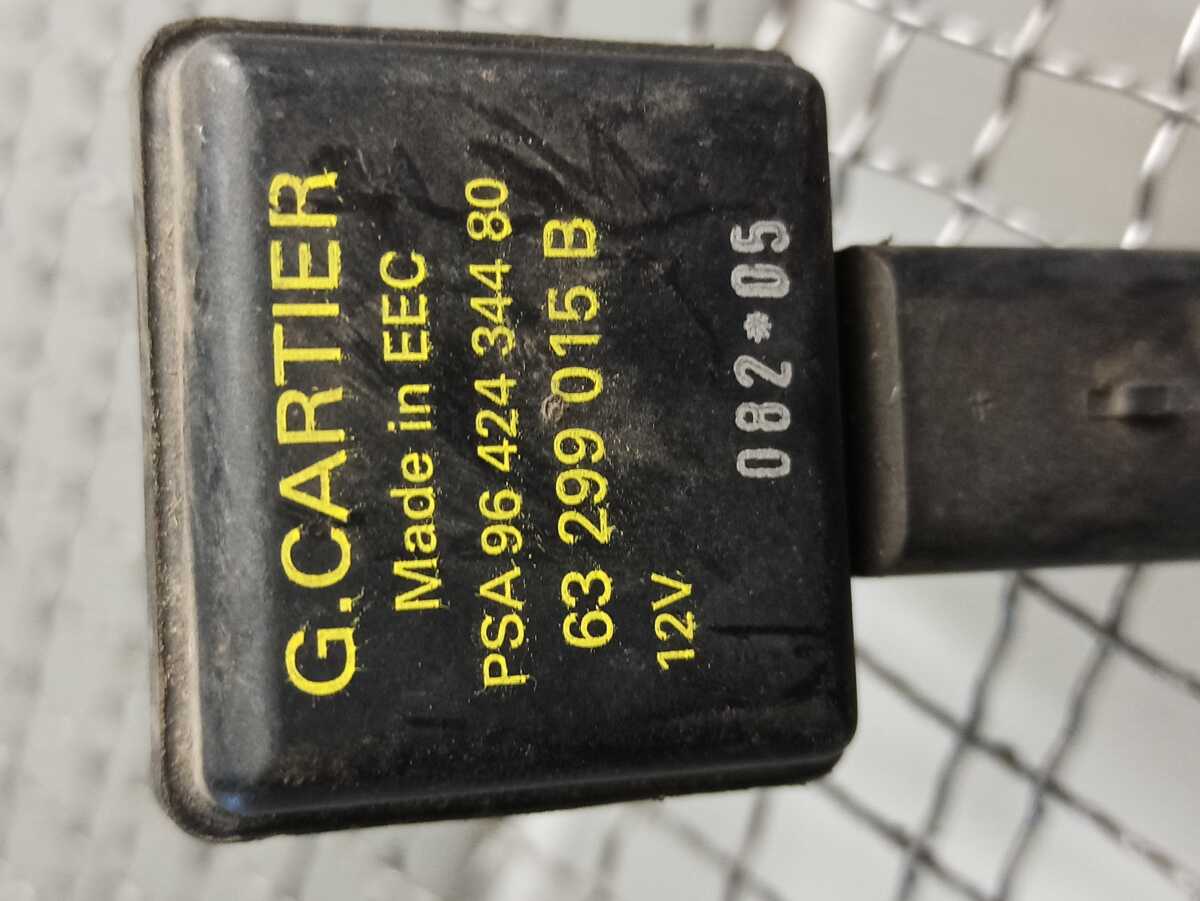 G.CARTIER
Made in EEC
PSA 96 424 344 80
63 299 015 B
12V
082*05